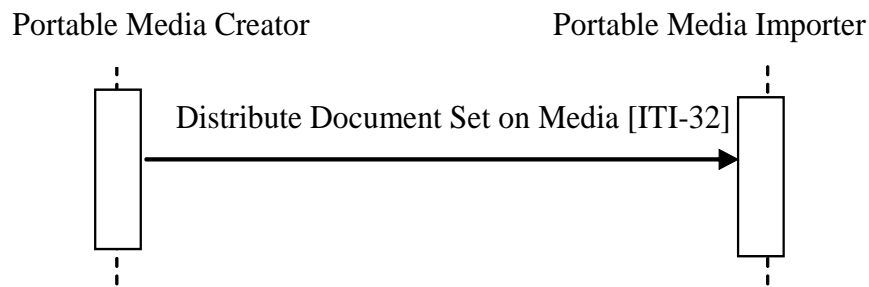 Portable Media Creator
Portable Media Importer
Distribute Document Set on Media [ITI-32]